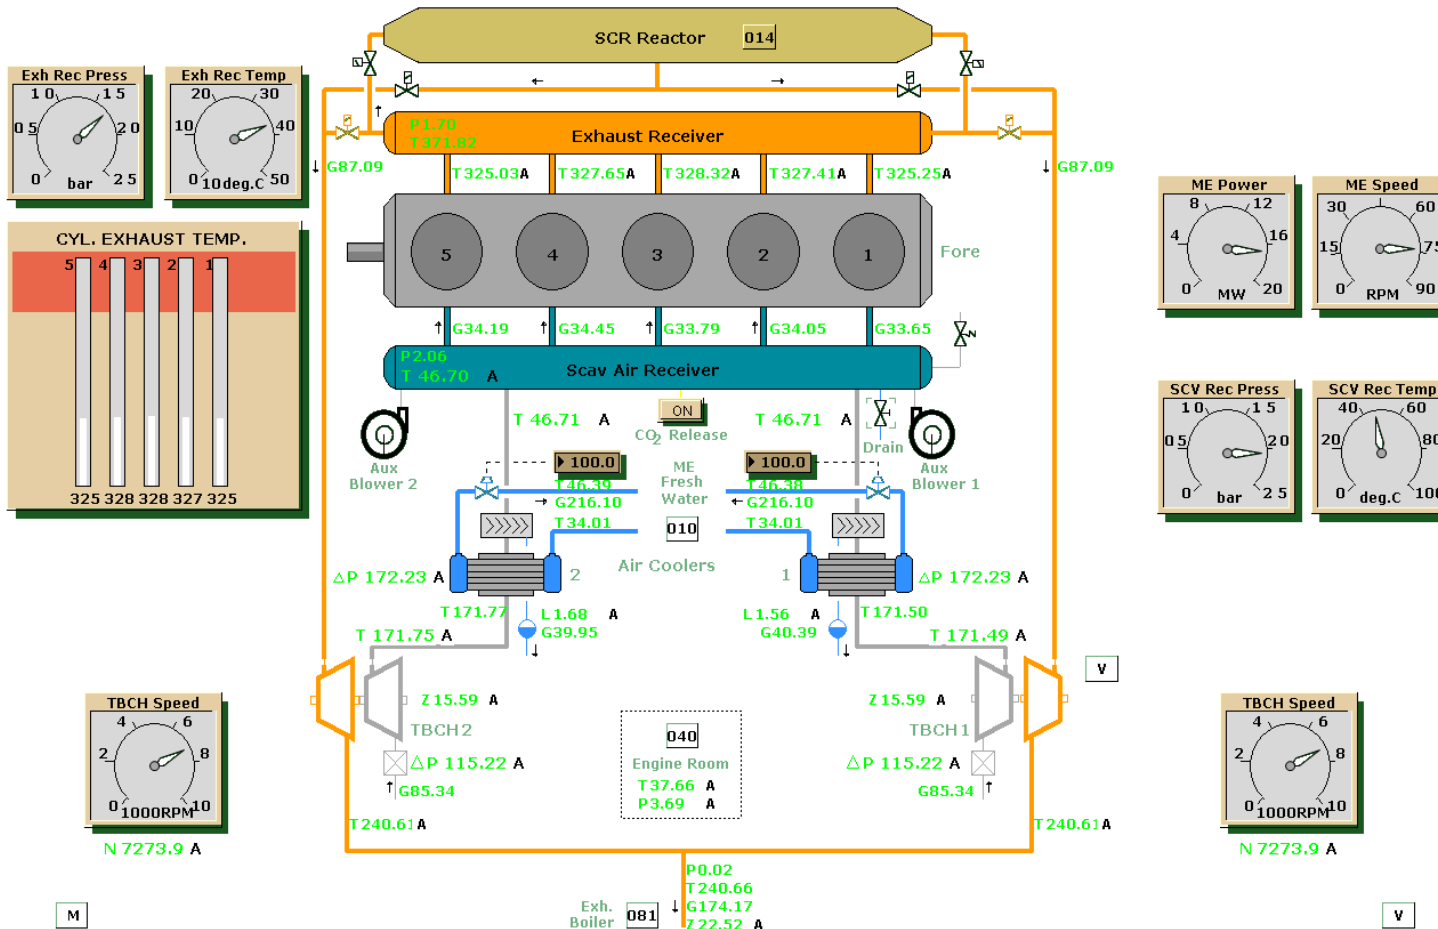 SCR Reactor 014
Exh Rec Press
10 15
05 20
0 25
bar
Exh Rec Temp
20 30
10 40
0 10deg.C 50
P1.70
T371.82
Exhaust Receiver
G87.09
G87.09
T325.03A
T327.65A
T328.32A
T327.41A
T325.25A
CYL. EXHAUST TEMP.
5 4 3 2 1
325 328 328 327 325
5 4 3 2 1
Fore
ME Power
8 12
4 16
0 20
MW
ME Speed
30 60
15 75
0 90
RPM
G34.19
G34.45
G33.79
G34.05
G33.65
P2.06
T 46.70 A
Scav Air Receiver
SCV Rec Press
10 15
05 20
0 25
bar
SCV Rec Temp
40 60
20 80
0 100
deg.C
T 46.71 A
ON
CO2 Release
T 46.71 A
Drain
Aux
Blower 2
Aux
Blower 1
100.0
100.0
ME
Fresh
Water
T46.39
G216.10
T34.01
T46.38
G216.10
T34.01
010
Air Coolers
2
1
△P 172.23 A
△P 172.23 A
T171.77
L1.68 A
G39.95
L1.56 A
G40.39
T171.50
T 171.75 A
T 171.49 A
V
TBCH Speed
4 6
2 8
0 10
1000RPM
N 7273.9 A
Z15.59 A
TBCH2
△P 115.22 A
G85.34
040
Engine Room
T37.66 A
P3.69 A
Z15.59 A
TBCH1
△P 115.22 A
G85.34
TBCH Speed
4 6
2 8
0 10
1000RPM
N 7273.9 A
T240.61A
T240.61A
P0.02
T240.66
G174.17
Z22.52 A
Exh.
Boiler
081
M
V